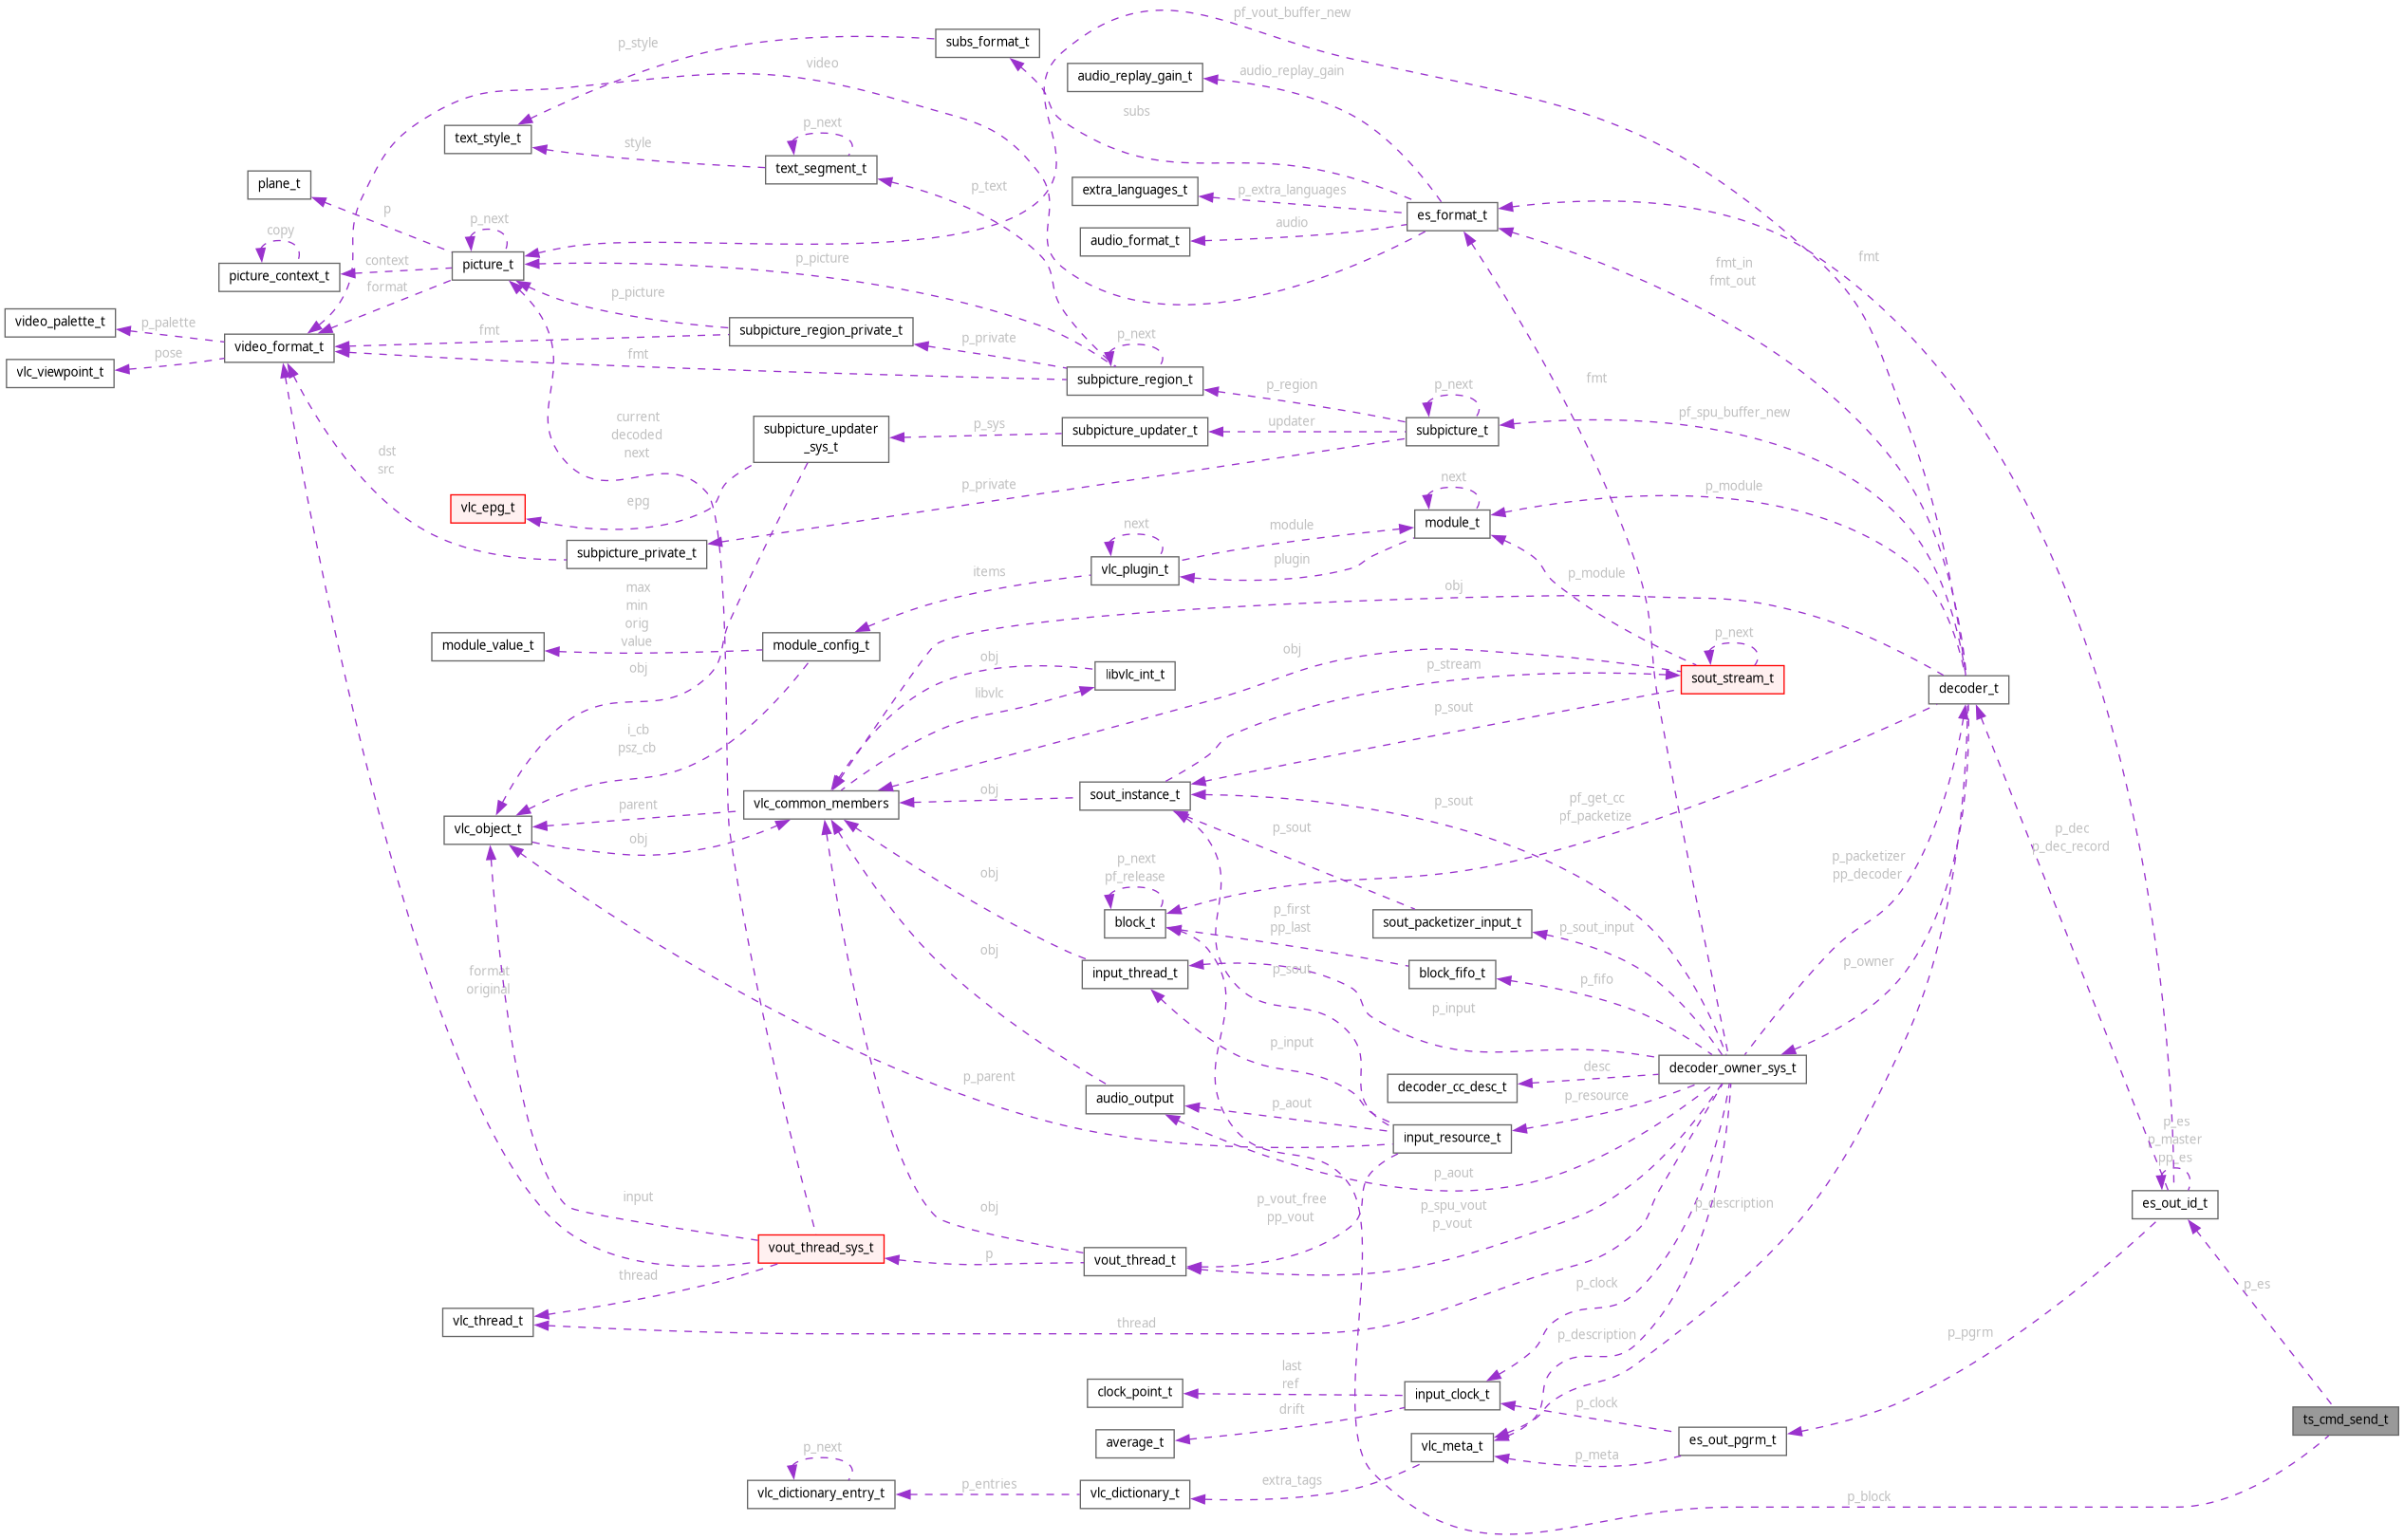 pf_vout_buffer_new
subs_format_t
p_style
video
audio_replay_gain_t
audio_replay_gain
subs
text_style_t
style
p_next
text_segment_t
p_text
plane_t
p
p_next
extra_languages_t
p_extra_languages
es_format_t
copy
picture_context_t
context
picture_t
audio_format_t
audio
p_picture
fmt_in
fmt_out
fmt
format
p_picture
video_palette_t
p_palette
video_format_t
fmt
subpicture_region_private_t
p_private
p_next
vlc_viewpoint_t
pose
fmt
subpicture_region_t
p_region
p_next
fmt
current
decoded
next
subpicture_updater
_sys_t
p_sys
subpicture_updater_t
updater
subpicture_t
pf_spu_buffer_new
dst
src
vlc_epg_t
epg
p_private
next
module_t
p_module
subpicture_private_t
next
vlc_plugin_t
module
plugin
p_module
items
obj
max
min
orig
value
module_value_t
module_config_t
obj
obj
libvlc_int_t
libvlc
obj
p_stream
p_next
sout_stream_t
p_sout
decoder_t
i_cb
psz_cb
vlc_object_t
parent
obj
vlc_common_members
obj
sout_instance_t
p_sout
p_sout
pf_get_cc
pf_packetize
p_dec
p_dec_record
p_next
pf_release
block_t
obj
p_first
pp_last
sout_packetizer_input_t
p_sout_input
p_packetizer
pp_decoder
input_thread_t
obj
p_sout
block_fifo_t
p_fifo
p_owner
format
original
p_input
p_input
decoder_cc_desc_t
desc
decoder_owner_sys_t
p_parent
audio_output
p_aout
p_resource
input_resource_t
p_aout
p_es
p_master
pp_es
es_out_id_t
input
obj
p_vout_free
pp_vout
p_spu_vout
p_vout
p_description
vout_thread_sys_t
p
vout_thread_t
thread
p_clock
p_es
vlc_thread_t
thread
p_description
p_pgrm
clock_point_t
last
ref
input_clock_t
p_clock
drift
average_t
vlc_meta_t
p_meta
es_out_pgrm_t
ts_cmd_send_t
p_next
vlc_dictionary_entry_t
p_entries
vlc_dictionary_t
extra_tags
p_block